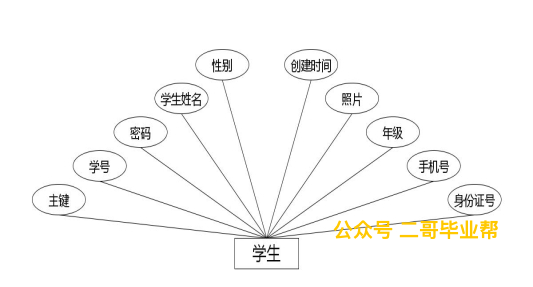 性别
创建时间
学生姓名
照片
密码
年级
学号
手机号
主键
身份证号
公众号 二哥毕业帮
学生